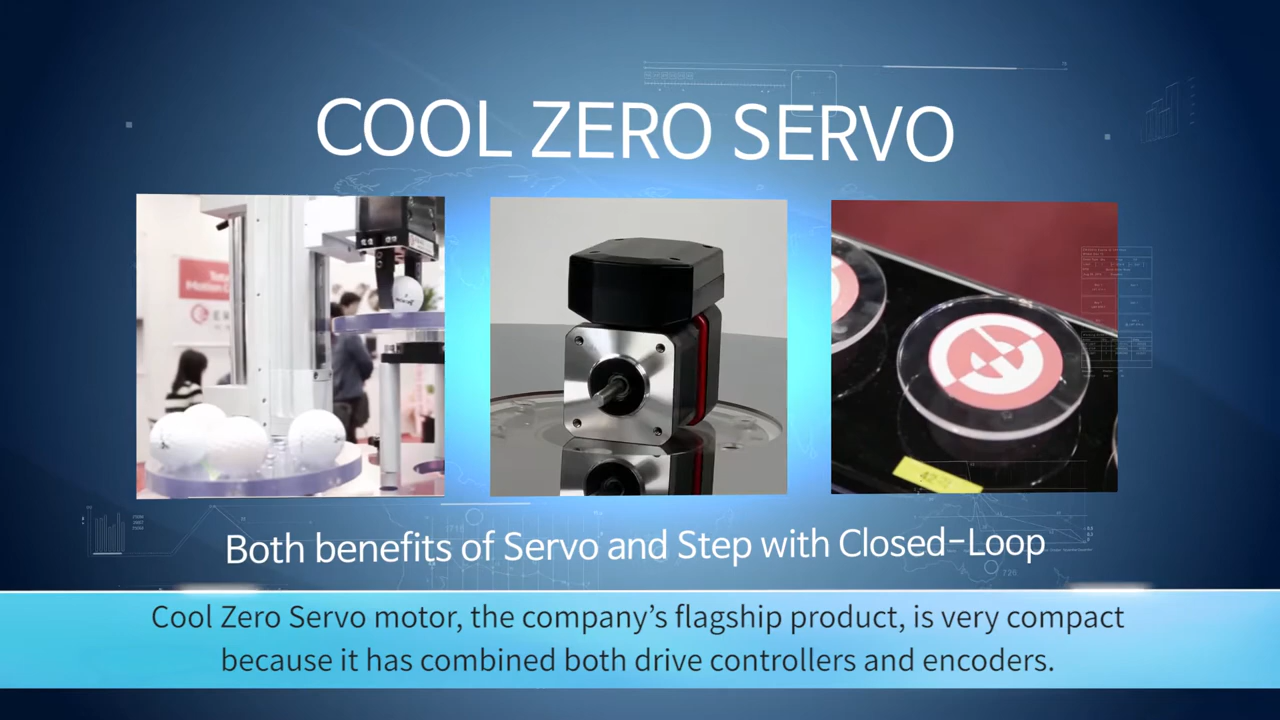 COOL ZERO SERVO
Both benefits of Servo and Step with Closed-Loop
Cool Zero Servo motor, the company's flagship product, is very compact
because it has combined both drive controllers and encoders.